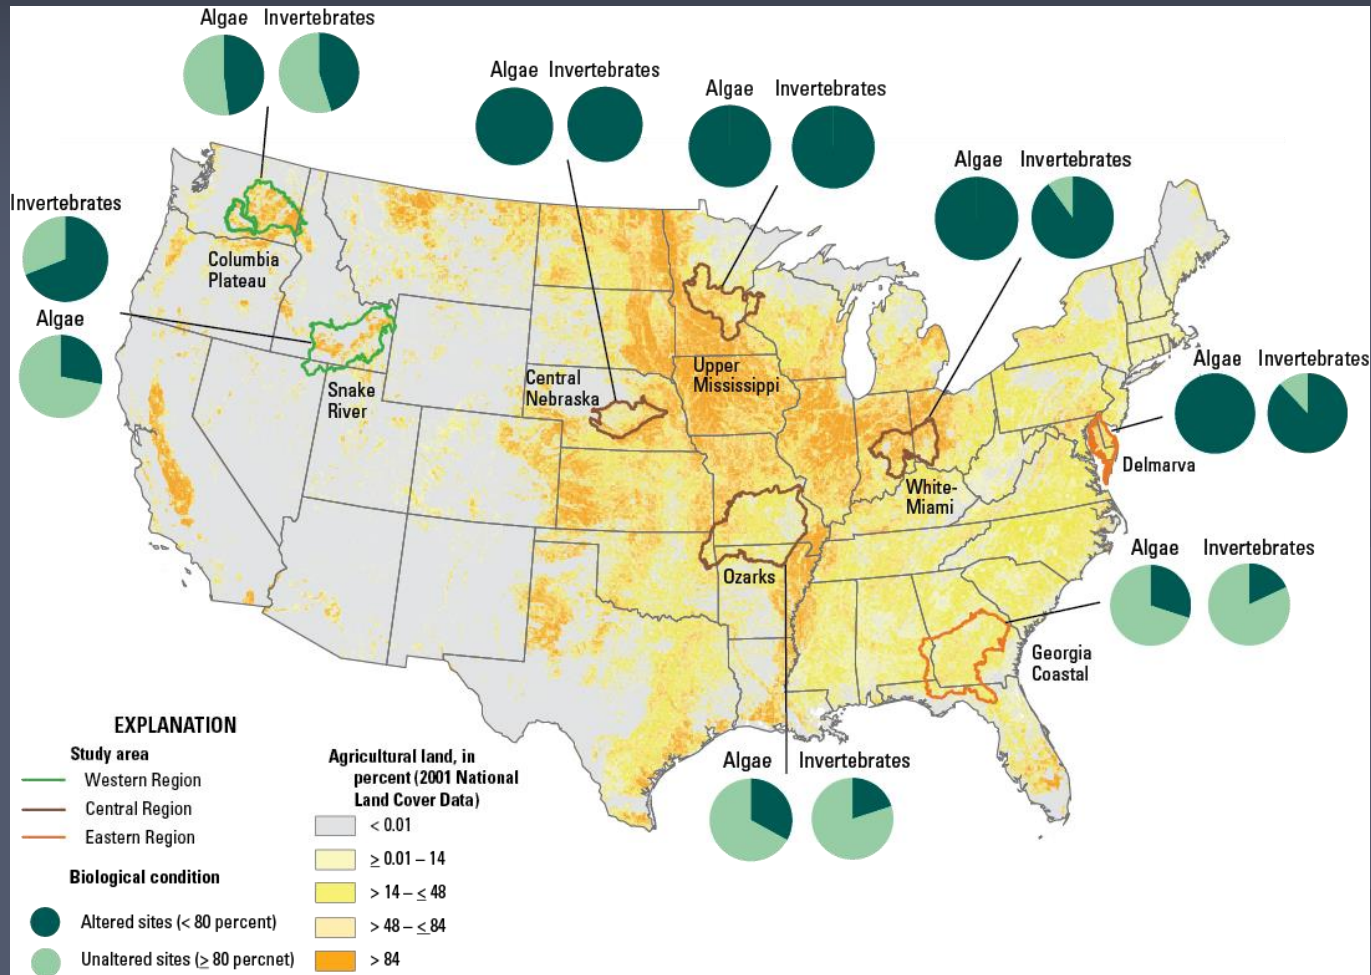 Algae Invertebrates
Algae Invertebrates
Algae Invertebrates
Algae Invertebrates
Invertebrates
Algae
Columbia
Plateau
Snake
River
Central
Nebraska
Upper
Mississippi
White-
Miami
Ozarks
Algae Invertebrates
Delmarva
Algae Invertebrates
Georgia
Coastal
Algae Invertebrates
EXPLANATION
Study area
Western Region
Central Region
Eastern Region
Biological condition
Altered sites (< 80 percent)
Unaltered sites (≥ 80 percnet)
Agricultural land, in
percent (2001 National
Land Cover Data)
< 0.01
≥ 0.01 – 14
> 14 – ≤ 48
> 48 – ≤ 84
> 84